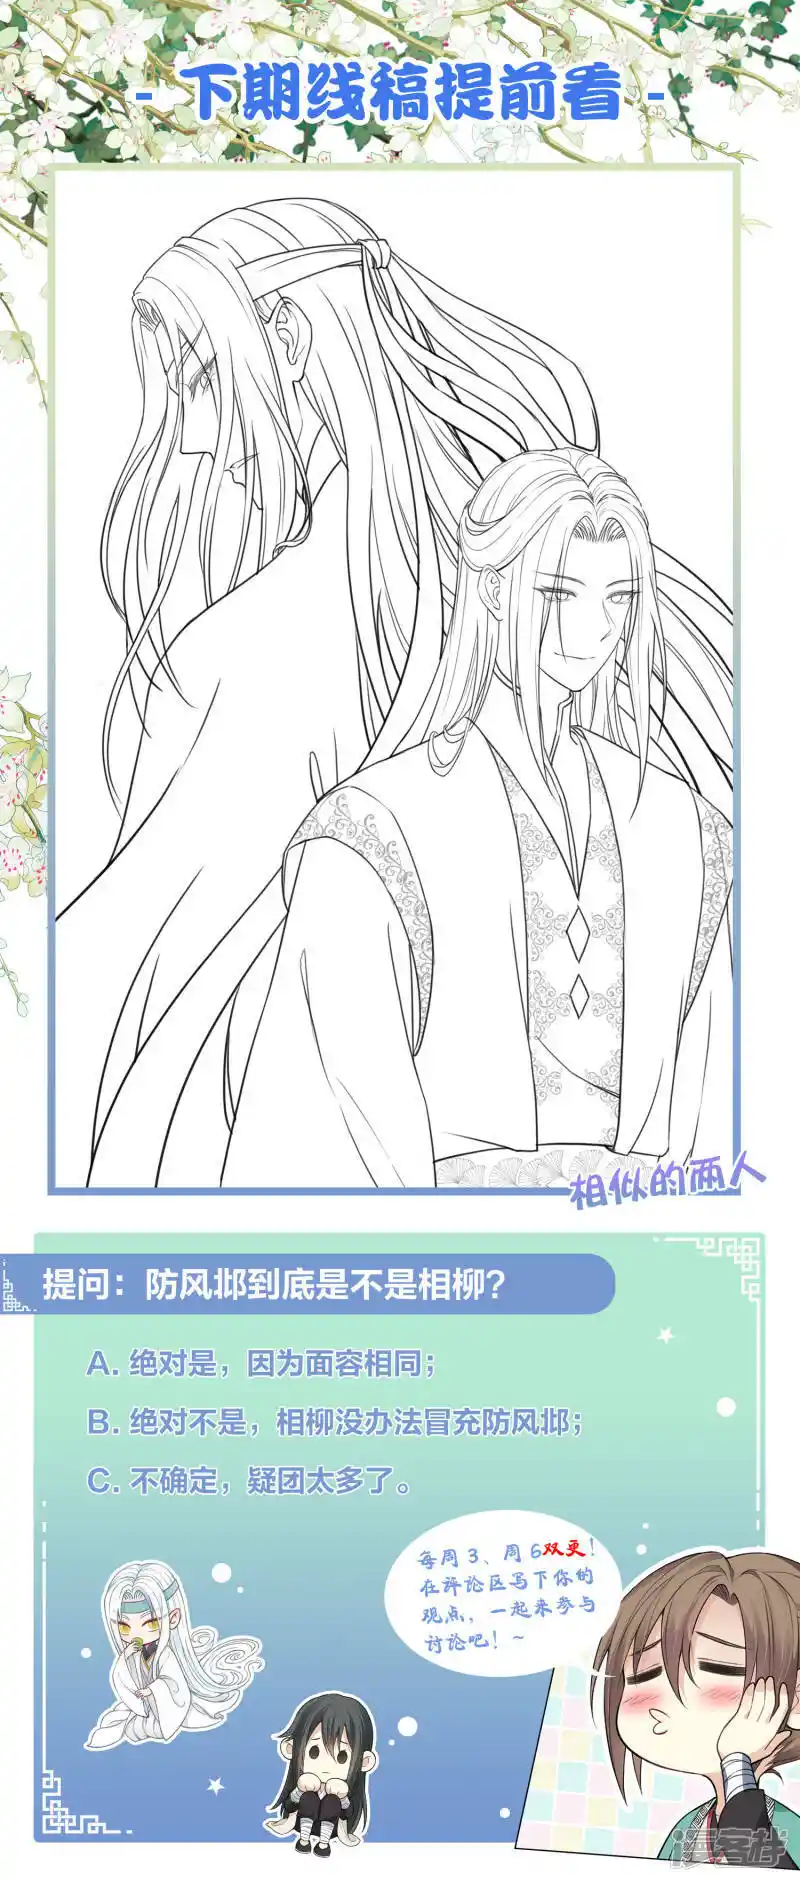 - 下期线稿提前看 -
相似的两人
提问：防风邶到底是不是相柳？
A. 绝对是，因为面容相同；
B. 绝对不是，相柳没办法冒充防风邶；
C. 不确定，疑团太多了。
每周 3、周 6双更！
在评论区写下你的
观点，一起来参与
讨论吧！~
漫客栈